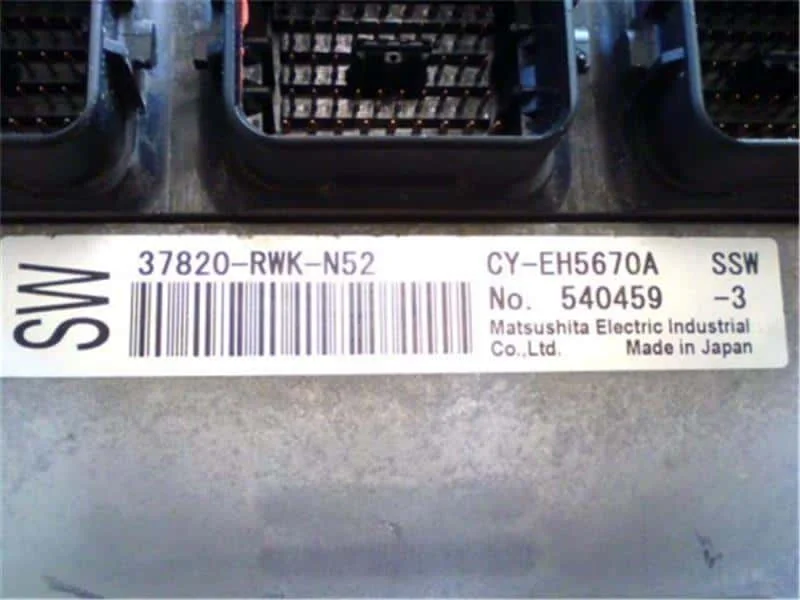 SW
37820-RWK-N52
CY-EH5670A SSW
No. 540459 -3
Matsushita Electric Industrial
Co.,Ltd. Made in Japan